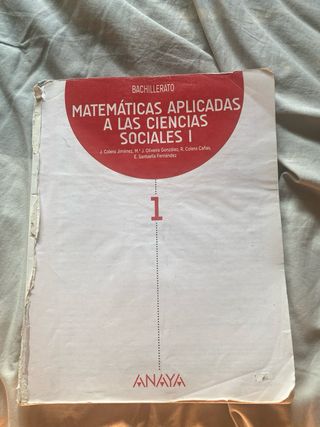 BACHILLERATO
MATEMÁTICAS APLICADAS
A LAS CIENCIAS
SOCIALES I
J. Colera Jiménez, M.ª J. Oliveira González, R. Colera Cañas,
E. Santaella Fernández
1
ANAYA